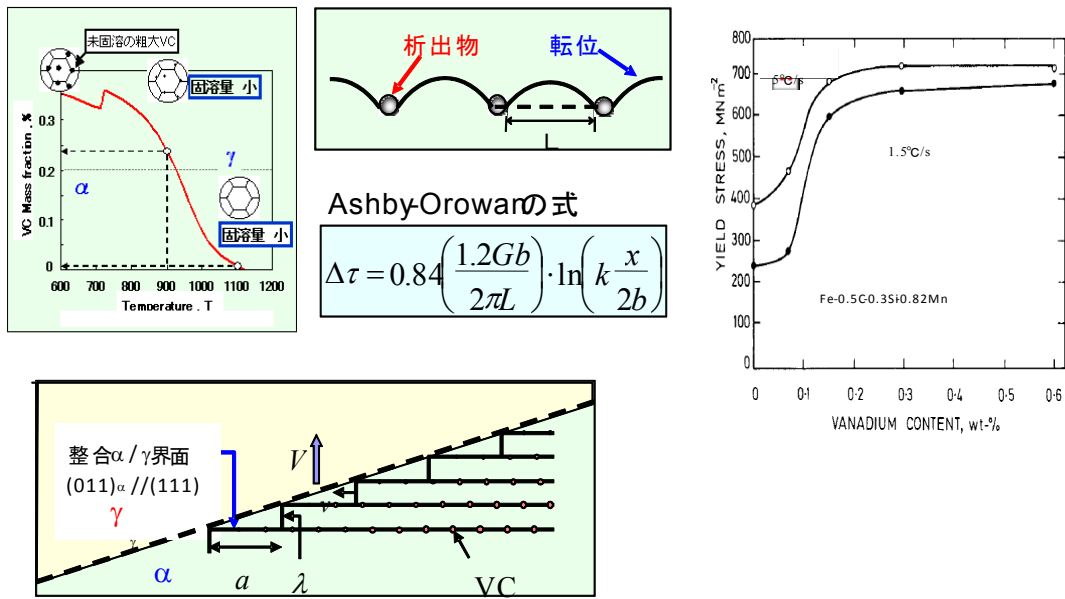 未固溶の粗大VC
固溶量 小
VC Mass fraction , %
0.3
0.2
0.1
0
α
γ
固溶量 小
600 700 800 900 1000 1100 1200
Temperature , T
析出物
転位
L
Ashby-Orowanの式
Δτ = 0.84(1.2Gb/2πL)·ln(k x/2b)
YIELD STRESS, MNm⁻²
800
700
600
500
400
300
200
100
0
5℃/s
1.5℃/s
Fe-0.5C-0.3Si-0.82Mn
0 0·1 0·2 0·3 0·4 0·5 0·6
VANADIUM CONTENT, wt-%
整合α / γ界面
(011)α //(111)
γ
γ
V
v
α
a
λ
VC